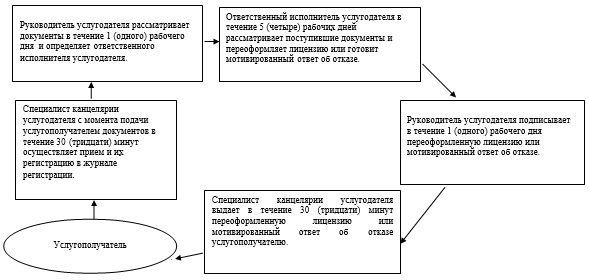 Руководитель услугодателя рассматривает
документы в течение 1 (одного) рабочего
дня и определяет ответственного
исполнителя услугодателя.
Ответственный исполнитель услугодателя в
течение 5 (четыре) рабочих дней
рассматривает поступившие документы и
переоформляет лицензию или готовит
мотивированный ответ об отказе.
Руководитель услугодателя подписывает
в течение 1 (одного) рабочего дня
переоформленную лицензию или
мотивированный ответ об отказе.
Специалист канцелярии услугодателя
выдает в течение 30 (тридцати) минут
переоформленную лицензию или
мотивированный ответ об отказе
услугополучателю.
Специалист канцелярии
услугодателя с момента подачи
услугополучателем документов в
течение 30 (тридцати) минут
осуществляет прием и их
регистрацию в журнале
регистрации.
Услугополучатель